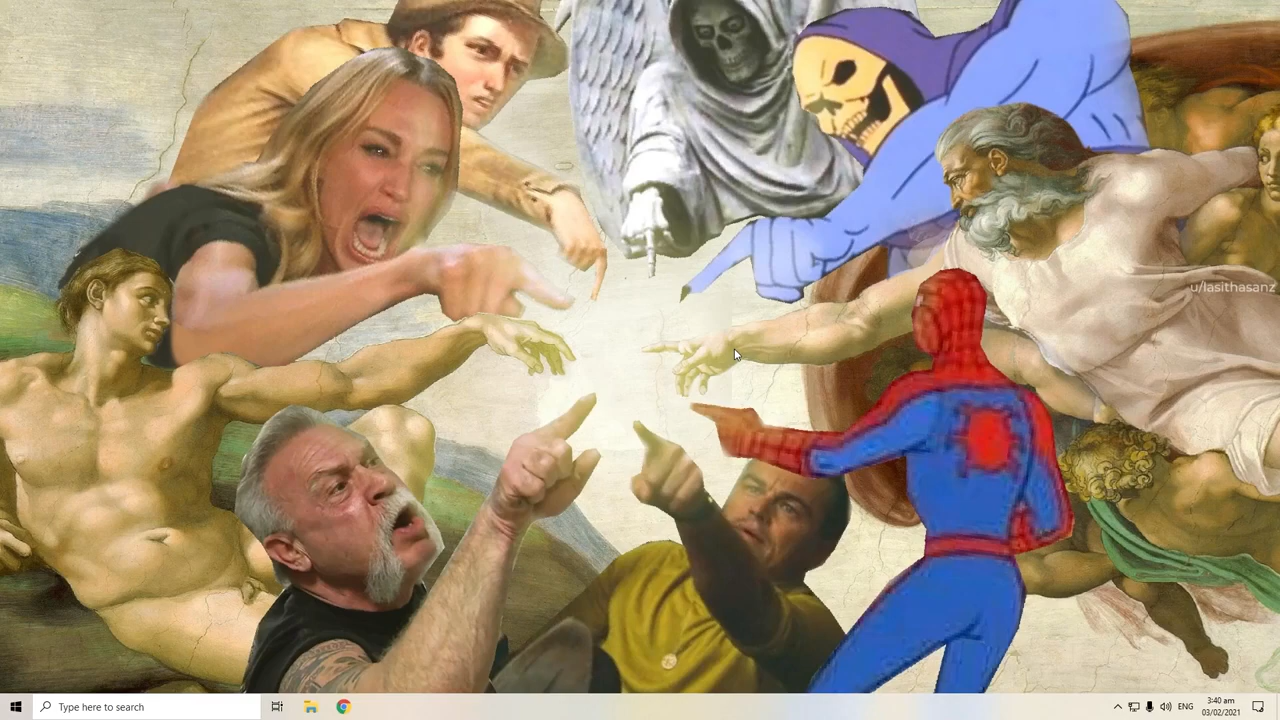 u/lasithasanz
Type here to search
ENG
3:40 am
03/02/2021